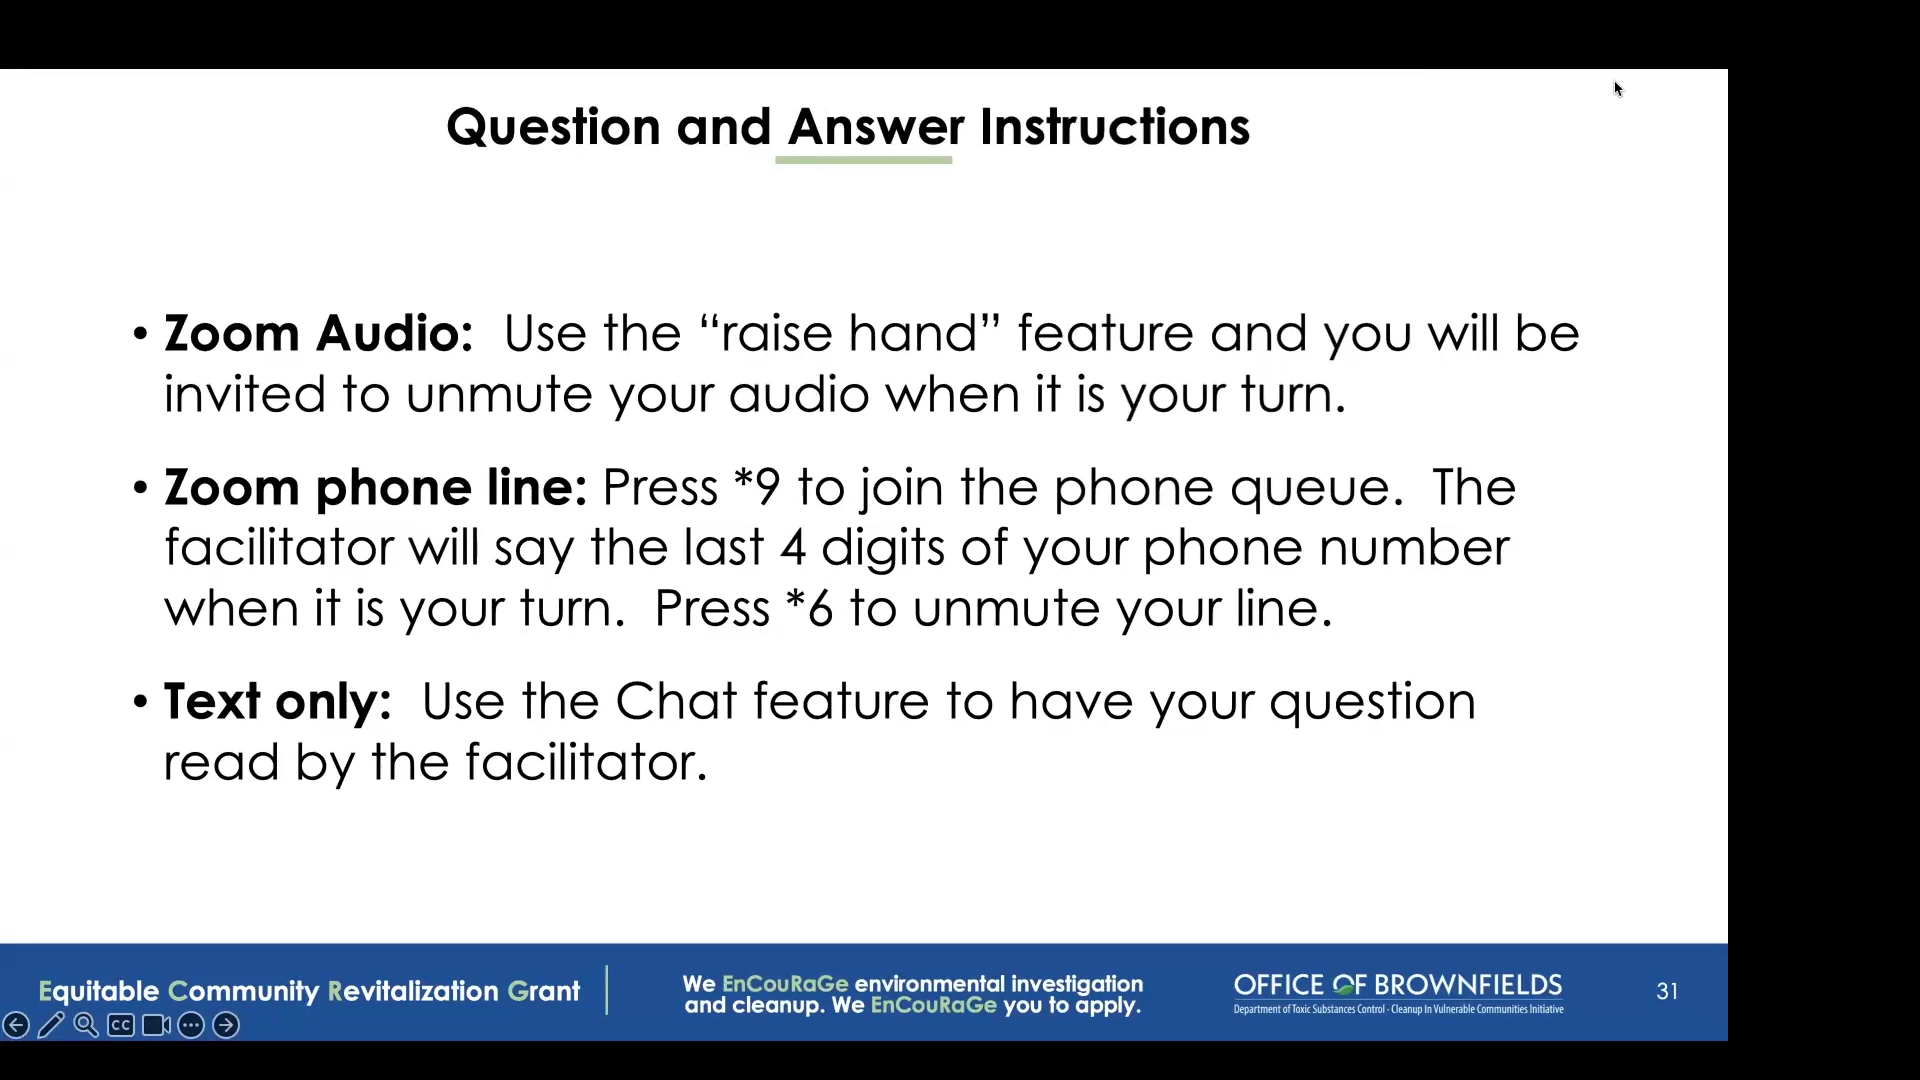 Question and Answer Instructions
• Zoom Audio:  Use the “raise hand” feature and you will be
invited to unmute your audio when it is your turn.
• Zoom phone line: Press *9 to join the phone queue.  The
facilitator will say the last 4 digits of your phone number
when it is your turn.  Press *6 to unmute your line.
• Text only:  Use the Chat feature to have your question
read by the facilitator.
Equitable Community Revitalization Grant
We EnCouRaGe environmental investigation
and cleanup. We EnCouRaGe you to apply.
OFFICE OF BROWNFIELDS
Department of Toxic Substances Control - Cleanup In Vulnerable Communities Initiative
31
CC